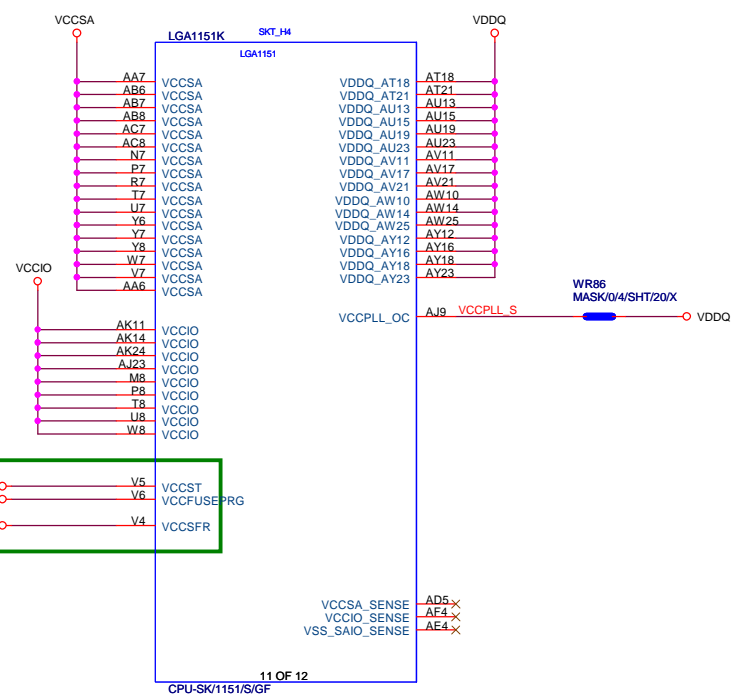 VCCSA
VDDQ
LGA1151K
SKT_H4
LGA1151
AA7 VCCSA
AB6 VCCSA
AB7 VCCSA
AB8 VCCSA
AC7 VCCSA
AC8 VCCSA
N7 VCCSA
P7 VCCSA
R7 VCCSA
T7 VCCSA
U7 VCCSA
Y6 VCCSA
Y7 VCCSA
Y8 VCCSA
W7 VCCSA
V7 VCCSA
AA6 VCCSA
VDDQ_AT18 AT18
VDDQ_AT21 AT21
VDDQ_AU13 AU13
VDDQ_AU15 AU15
VDDQ_AU19 AU19
VDDQ_AU23 AU23
VDDQ_AV11 AV11
VDDQ_AV17 AV17
VDDQ_AV21 AV21
VDDQ_AW10 AW10
VDDQ_AW14 AW14
VDDQ_AW25 AW25
VDDQ_AY12 AY12
VDDQ_AY16 AY16
VDDQ_AY18 AY18
VDDQ_AY23 AY23
VCCIO
WR86
MASK/0/4/SHT/20/X
VCCPLL_OC AJ9 VCCPLL_S VDDQ
AK11 VCCIO
AK14 VCCIO
AK24 VCCIO
AJ23 VCCIO
M8 VCCIO
P8 VCCIO
T8 VCCIO
U8 VCCIO
W8 VCCIO
V5 VCCST
V6 VCCFUSEPRG
V4 VCCSFR
VCCSA_SENSE AD5
VCCIO_SENSE AF4
VSS_SAIO_SENSE AE4
11 OF 12
CPU-SK/1151/S/GF